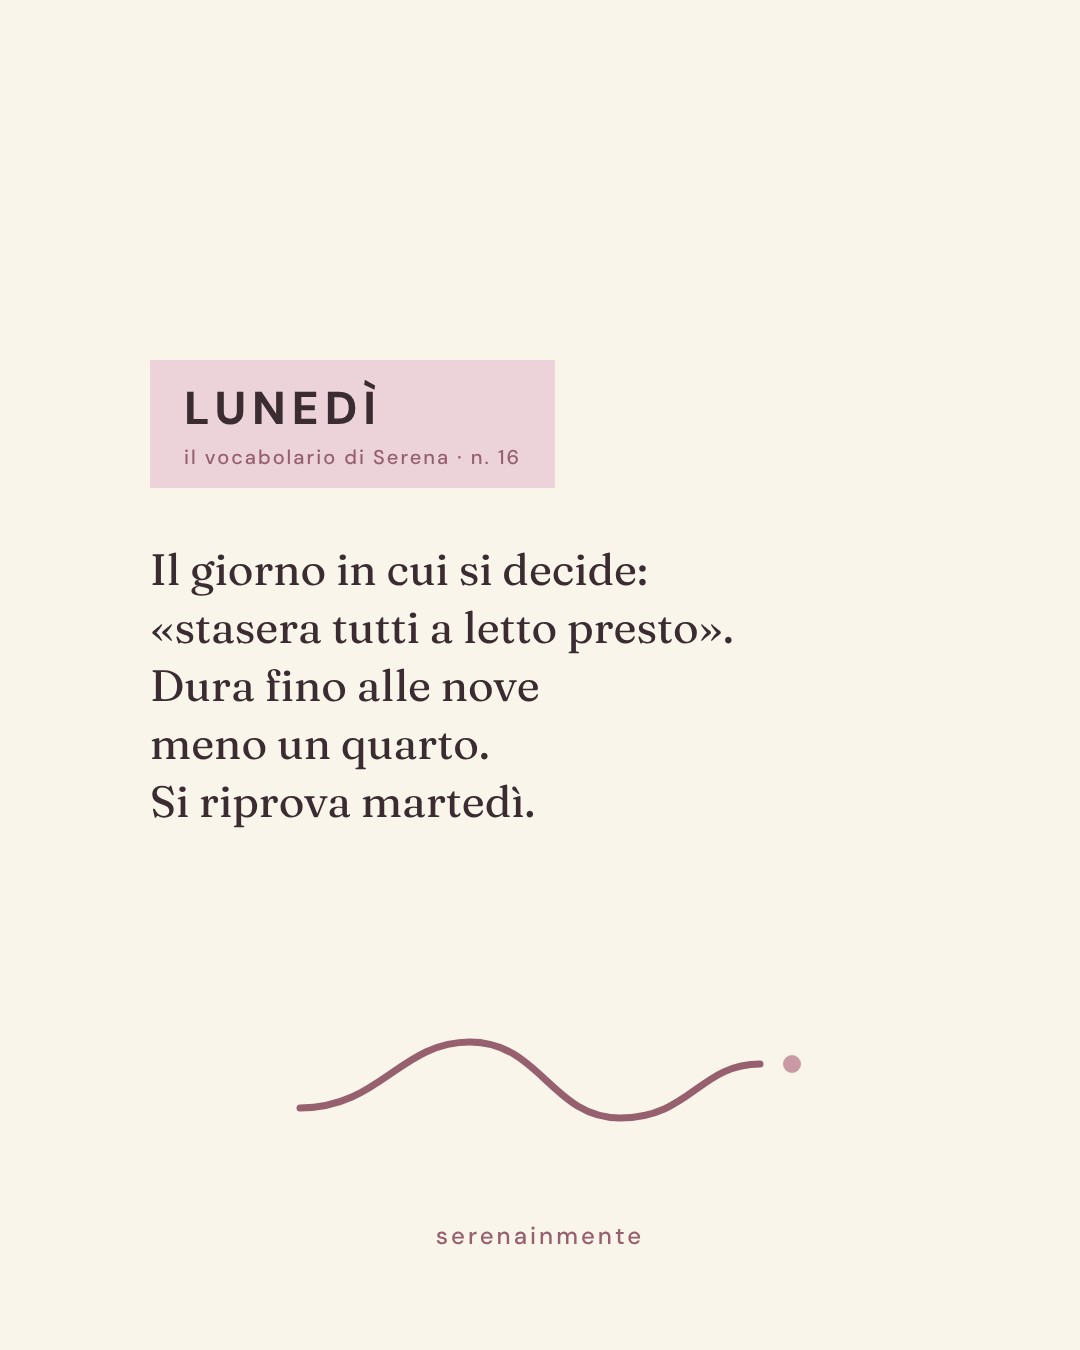 LUNEDÌ
il vocabolario di Serena · n. 16
Il giorno in cui si decide:
«stasera tutti a letto presto».
Dura fino alle nove
meno un quarto.
Si riprova martedì.
serenainmente